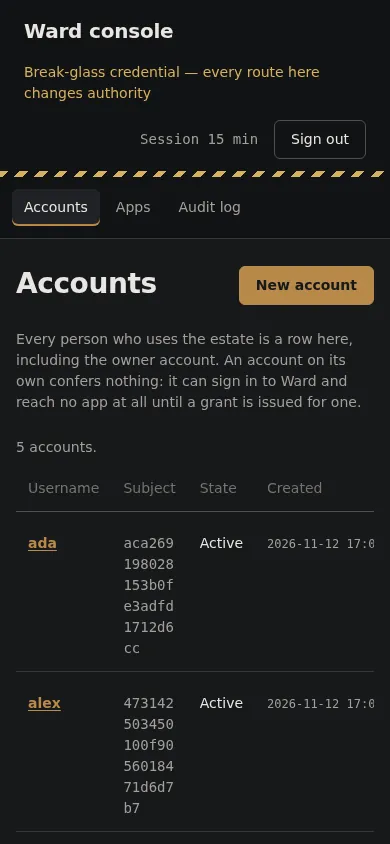 Ward console
Break-glass credential — every route here
changes authority
Session 15 min
Sign out
Accounts
Apps
Audit log
Accounts
New account
Every person who uses the estate is a row here,
including the owner account. An account on its
own confers nothing: it can sign in to Ward and
reach no app at all until a grant is issued for one.
5 accounts.
Username
Subject
State
Created
ada
aca269
198028
153b0f
e3adfd
1712d6
cc
Active
2026-11-12 17:0
alex
473142
503450
100f90
560184
71d6d7
b7
Active
2026-11-12 17:0